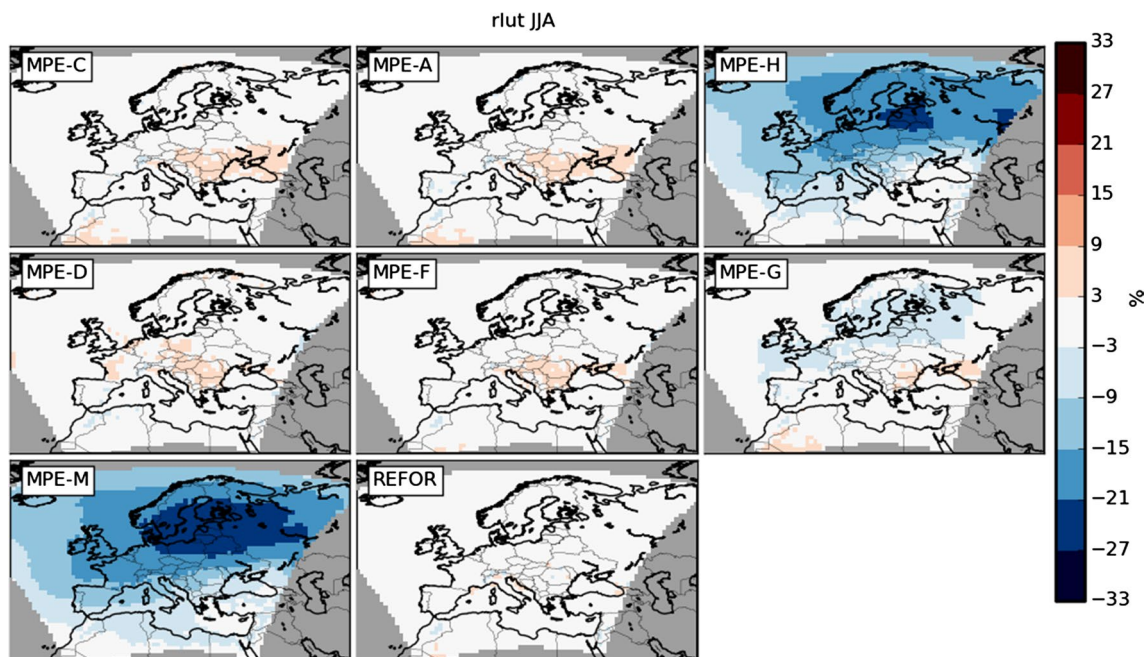 rlut JJA
MPE-C
MPE-A
MPE-H
MPE-D
MPE-F
MPE-G
MPE-M
REFOR
33
27
21
15
9
3
−3
−9
−15
−21
−27
−33
%